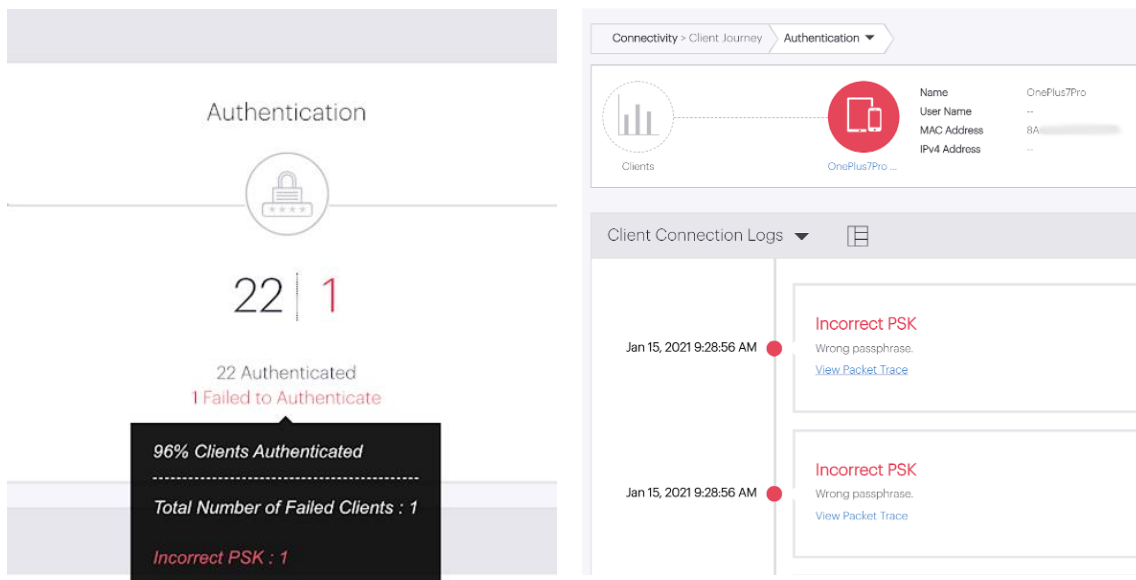 Authentication
****
22 1
22 Authenticated
1 Failed to Authenticate
96% Clients Authenticated
Total Number of Failed Clients : 1
Incorrect PSK : 1
Connectivity > Client Journey Authentication
Clients
OnePlus7Pro ...
Name OnePlus7Pro
User Name --
MAC Address 8A
IPv4 Address --
Client Connection Logs
Jan 15, 2021 9:28:56 AM
Incorrect PSK
Wrong passphrase.
View Packet Trace
Jan 15, 2021 9:28:56 AM
Incorrect PSK
Wrong passphrase.
View Packet Trace